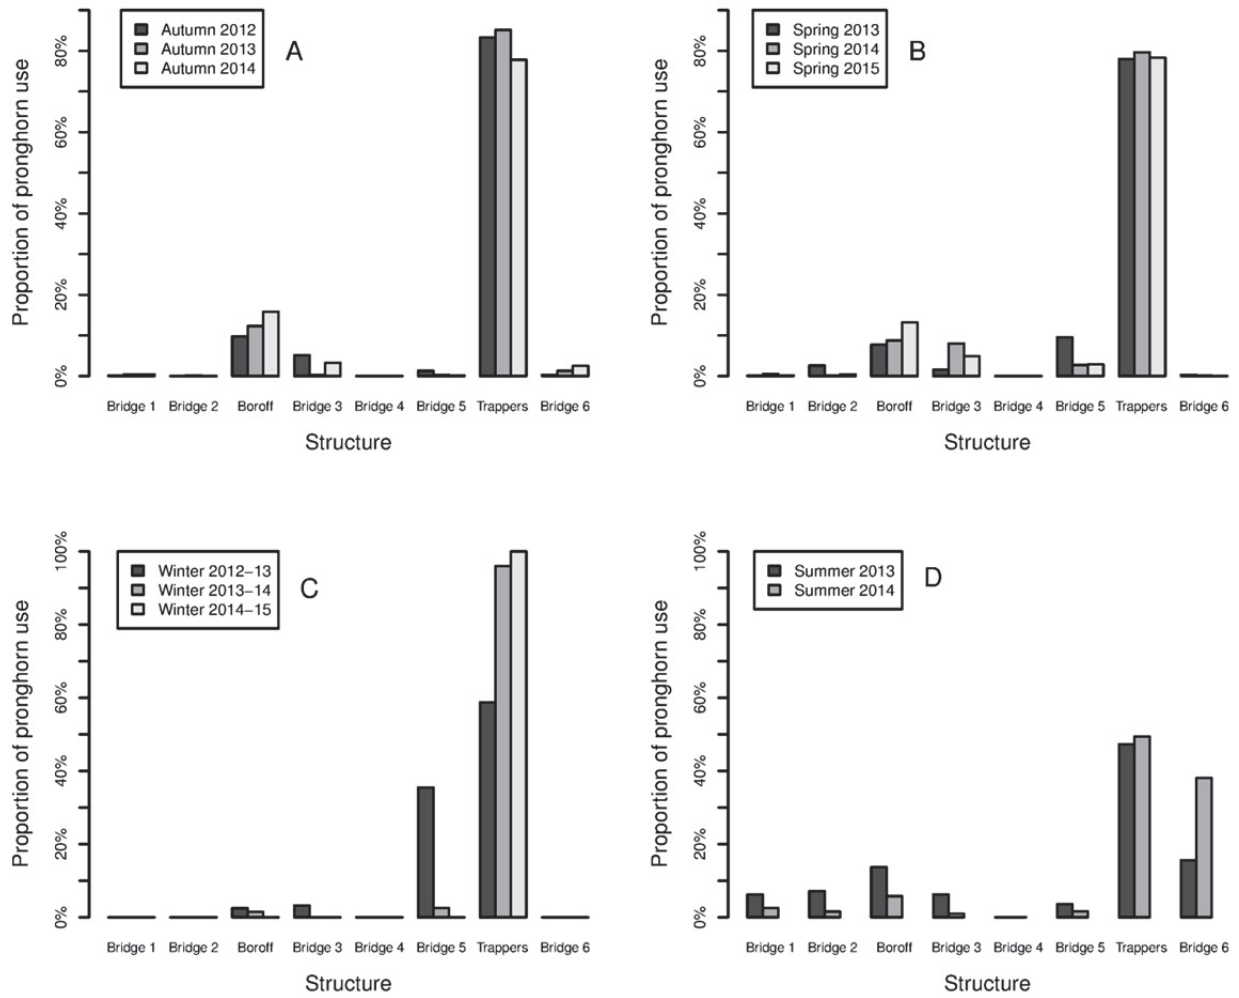 Autumn 2012
Autumn 2013
Autumn 2014
A
Proportion of pronghorn use
80%
60%
40%
20%
0%
Bridge 1 Bridge 2 Boroff Bridge 3 Bridge 4 Bridge 5 Trappers Bridge 6
Structure
Spring 2013
Spring 2014
Spring 2015
B
Proportion of pronghorn use
80%
60%
40%
20%
0%
Bridge 1 Bridge 2 Boroff Bridge 3 Bridge 4 Bridge 5 Trappers Bridge 6
Structure
Winter 2012–13
Winter 2013–14
Winter 2014–15
C
Proportion of pronghorn use
100%
80%
60%
40%
20%
0%
Bridge 1 Bridge 2 Boroff Bridge 3 Bridge 4 Bridge 5 Trappers Bridge 6
Structure
Summer 2013
Summer 2014
D
Proportion of pronghorn use
100%
80%
60%
40%
20%
0%
Bridge 1 Bridge 2 Boroff Bridge 3 Bridge 4 Bridge 5 Trappers Bridge 6
Structure